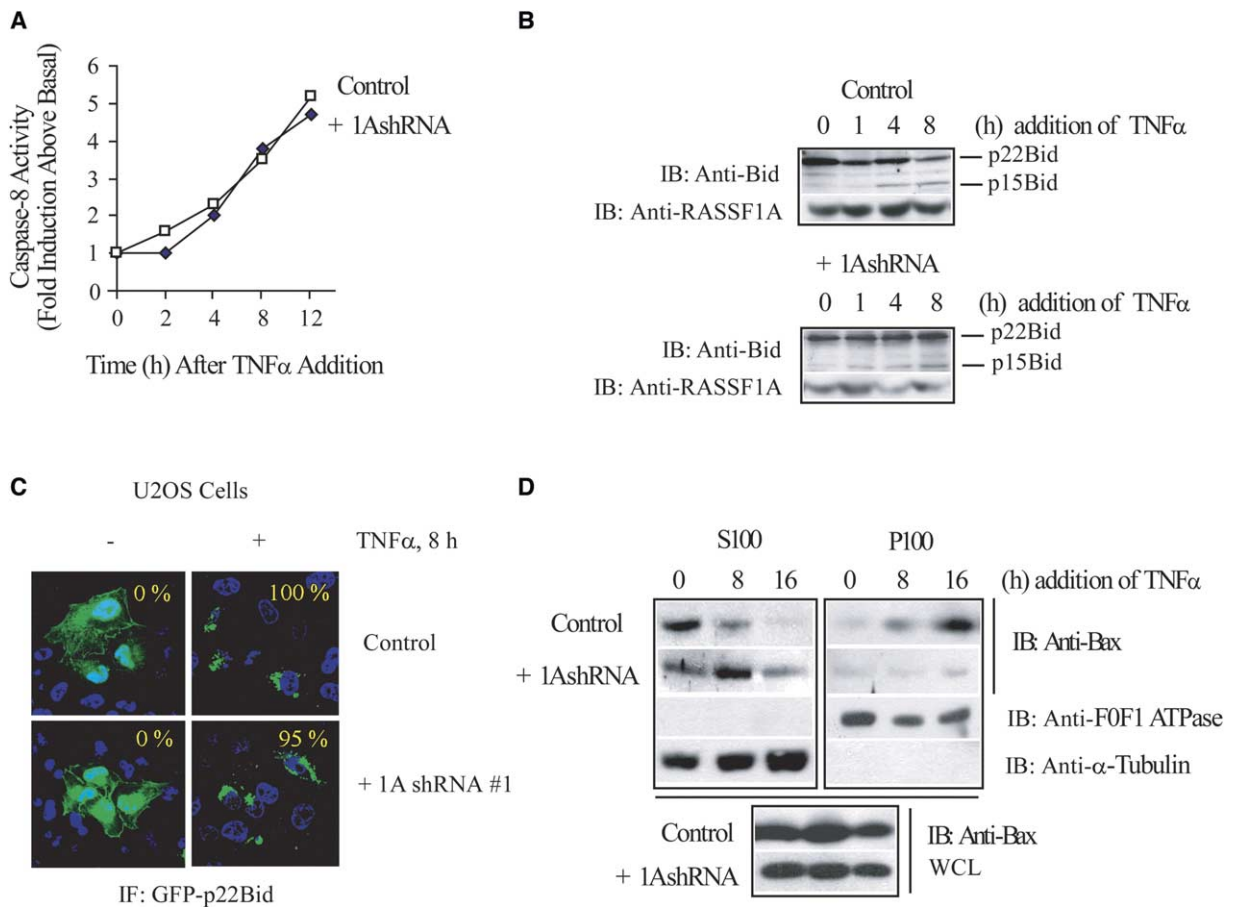 A
Caspase-8 Activity
(Fold Induction Above Basal)
6
5
4
3
2
1
0
0 2 4 8 12
Time (h) After TNFα Addition
Control
+ 1AshRNA
B
Control
0 1 4 8 (h) addition of TNFα
IB: Anti-Bid
p22Bid
p15Bid
IB: Anti-RASSF1A
+ 1AshRNA
0 1 4 8 (h) addition of TNFα
IB: Anti-Bid
p22Bid
p15Bid
IB: Anti-RASSF1A
C
U2OS Cells
- + TNFα, 8 h
0 % 100 %
Control
0 % 95 %
+ 1A shRNA #1
IF: GFP-p22Bid
D
S100 P100
0 8 16 0 8 16 (h) addition of TNFα
Control
+ 1AshRNA
IB: Anti-Bax
IB: Anti-F0F1 ATPase
IB: Anti-α-Tubulin
Control
+ 1AshRNA
IB: Anti-Bax
WCL